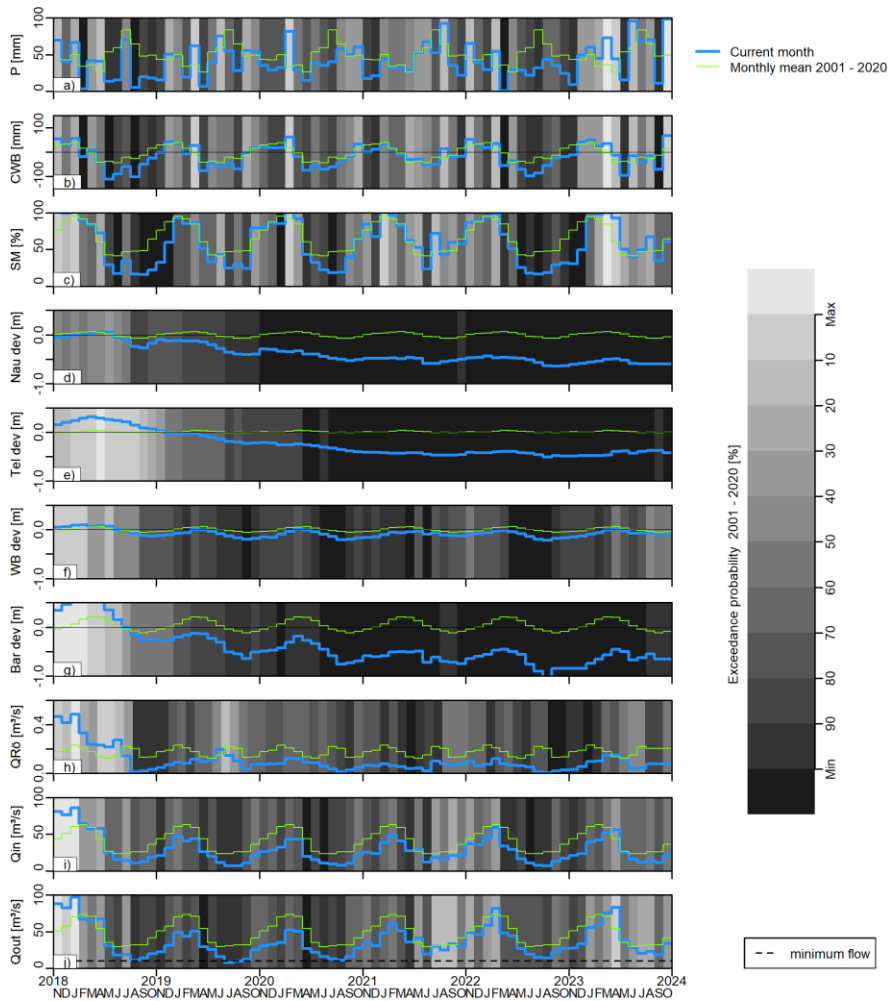 P [mm]
100
50
0
a)
Current month
Monthly mean 2001 - 2020
CWB [mm]
100
-100
b)
SM [%]
100
50
0
c)
Nau dev [m]
0.0
-1.0
d)
Tel dev [m]
0.0
-1.0
e)
WB dev [m]
0.0
-1.0
f)
Bar dev [m]
0.0
-1.0
g)
QRö [m³/s]
0.4
0.0
h)
Qin [m³/s]
100
50
0
i)
Qout [m³/s]
100
50
0
j)
2018 2019 2020 2021 2022 2023 2024
NDJFMAMJJASONDJFMAMJJASONDJFMAMJJASONDJFMAMJJASONDJFMAMJJASONDJFMAMJJASO
Exceedance probability 2001 - 2020 [%]
Max
10
20
30
40
50
60
70
80
90
Min
minimum flow